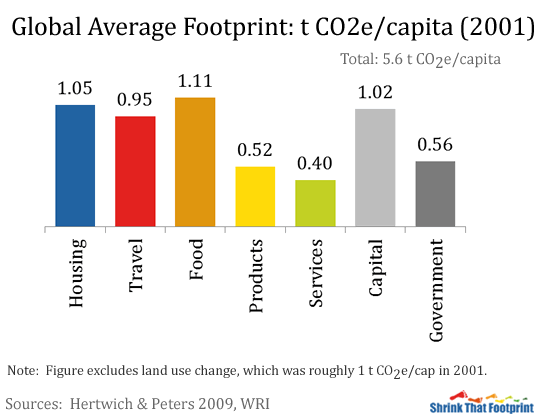 Global Average Footprint: t CO2e/capita (2001)
Total: 5.6 t CO2e/capita
1.05
0.95
1.11
0.52
0.40
1.02
0.56
Housing
Travel
Food
Products
Services
Capital
Government
Note: Figure excludes land use change, which was roughly 1 t CO2e/cap in 2001.
Sources: Hertwich & Peters 2009, WRI
Shrink That Footprint